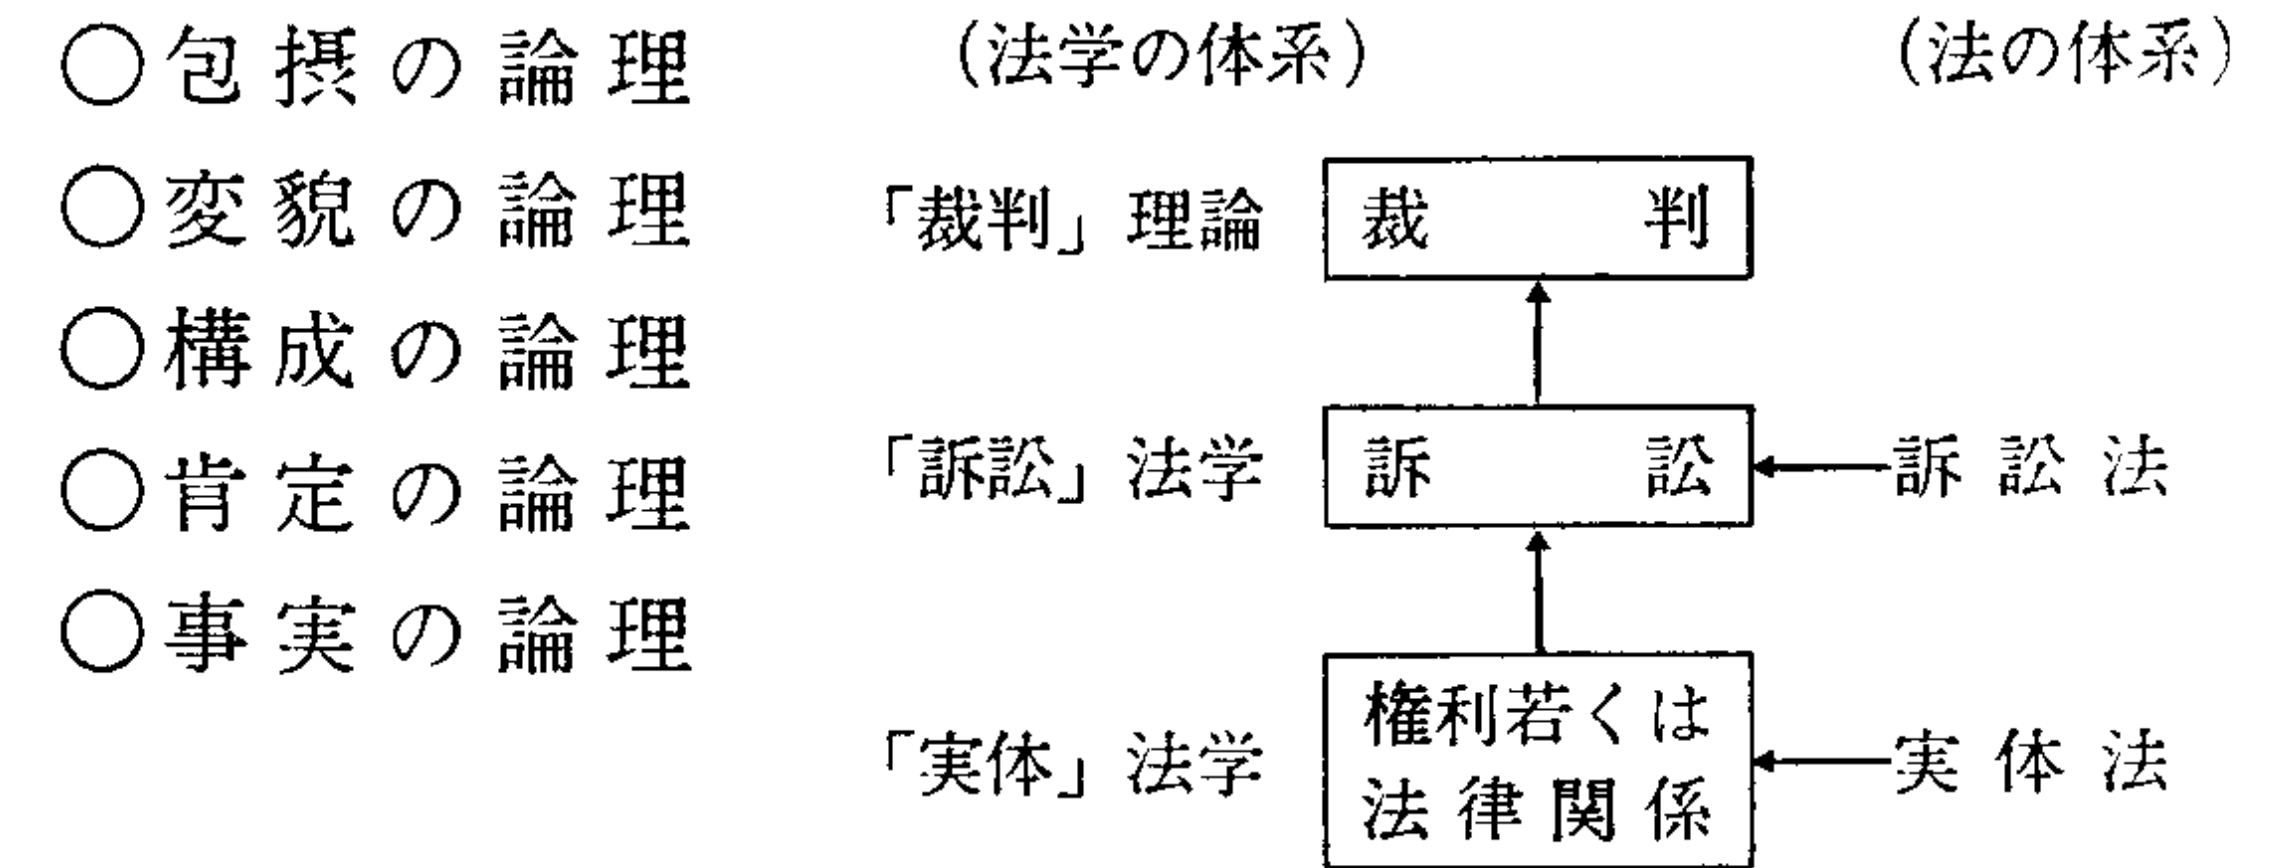 ○包摂の論理
○変貌の論理
○構成の論理
○肯定の論理
○事実の論理
(法学の体系) (法の体系)
「裁判」理論 裁判
「訴訟」法学 訴訟 訴訟法
「実体」法学 権利若くは
法律関係 実体法